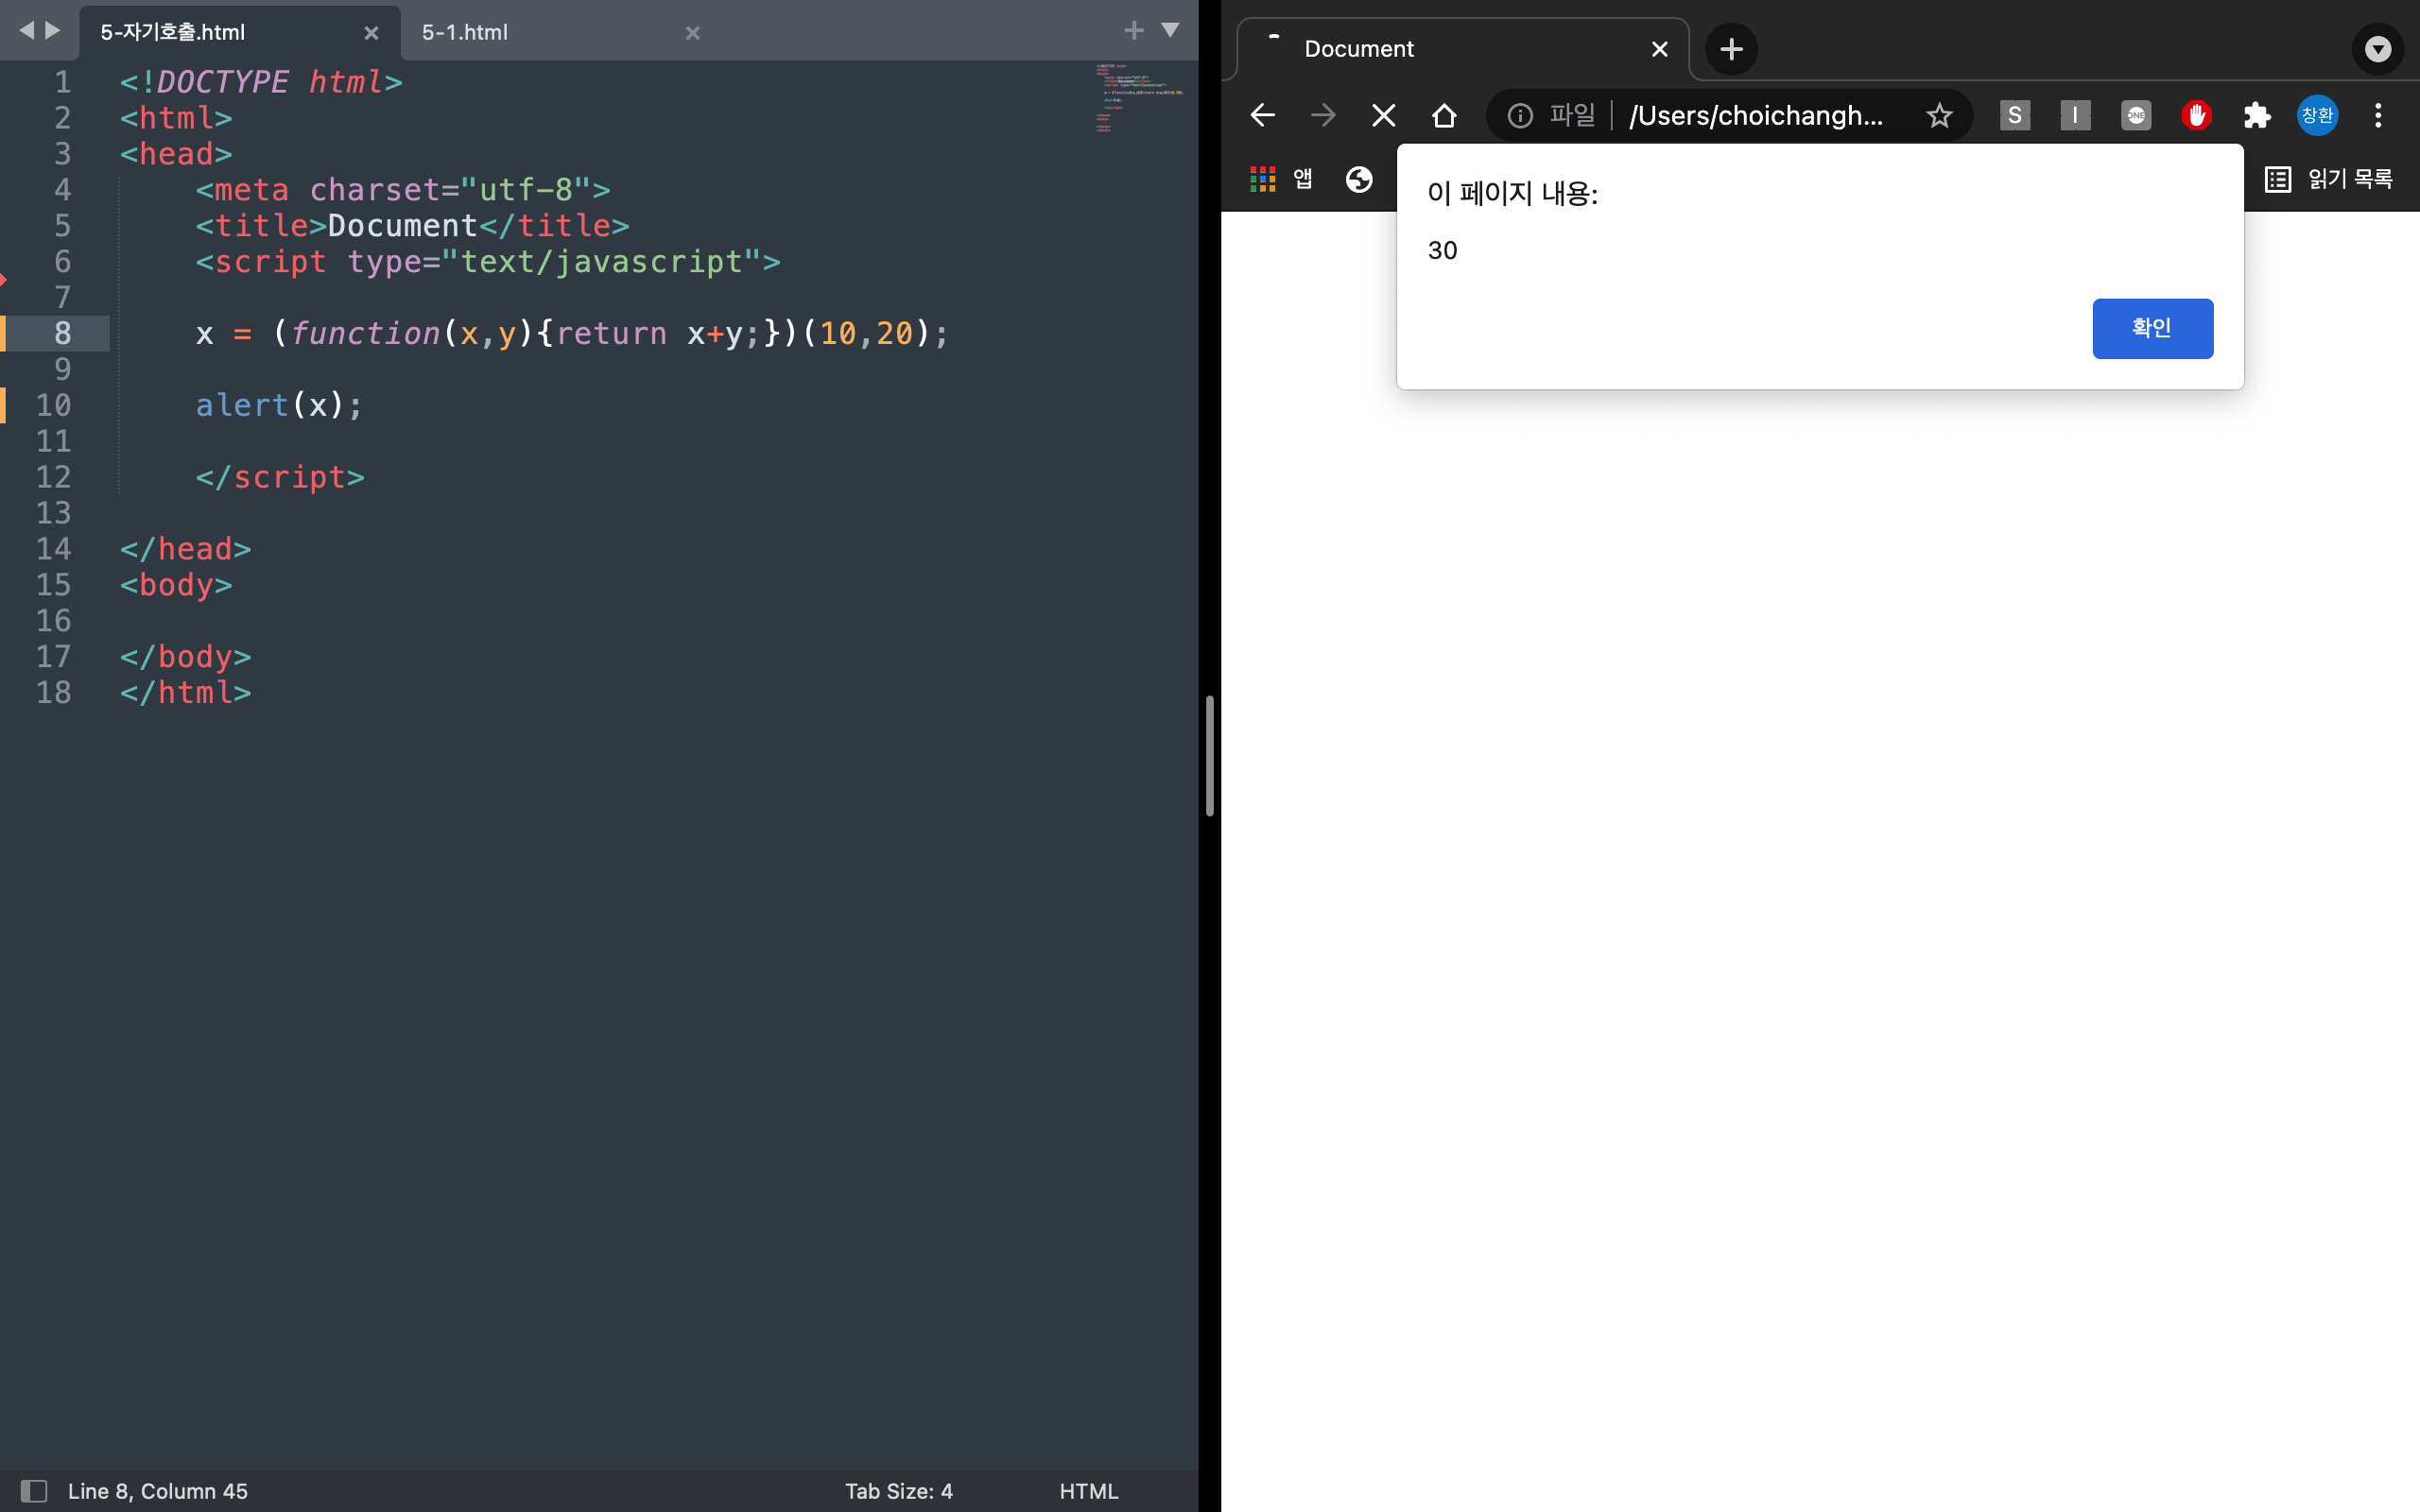 5-자기호출.html
5-1.html
1 <!DOCTYPE html>
2 <html>
3 <head>
4 <meta charset="utf-8">
5 <title>Document</title>
6 <script type="text/javascript">
7
8 x = (function(x,y){return x+y;})(10,20);
9
10 alert(x);
11
12 </script>
13
14 </head>
15 <body>
16
17 </body>
18 </html>
Line 8, Column 45
Tab Size: 4
HTML
Document
파일 /Users/choichangh...
S
I
ONE
창환
앱
읽기 목록
이 페이지 내용:
30
확인